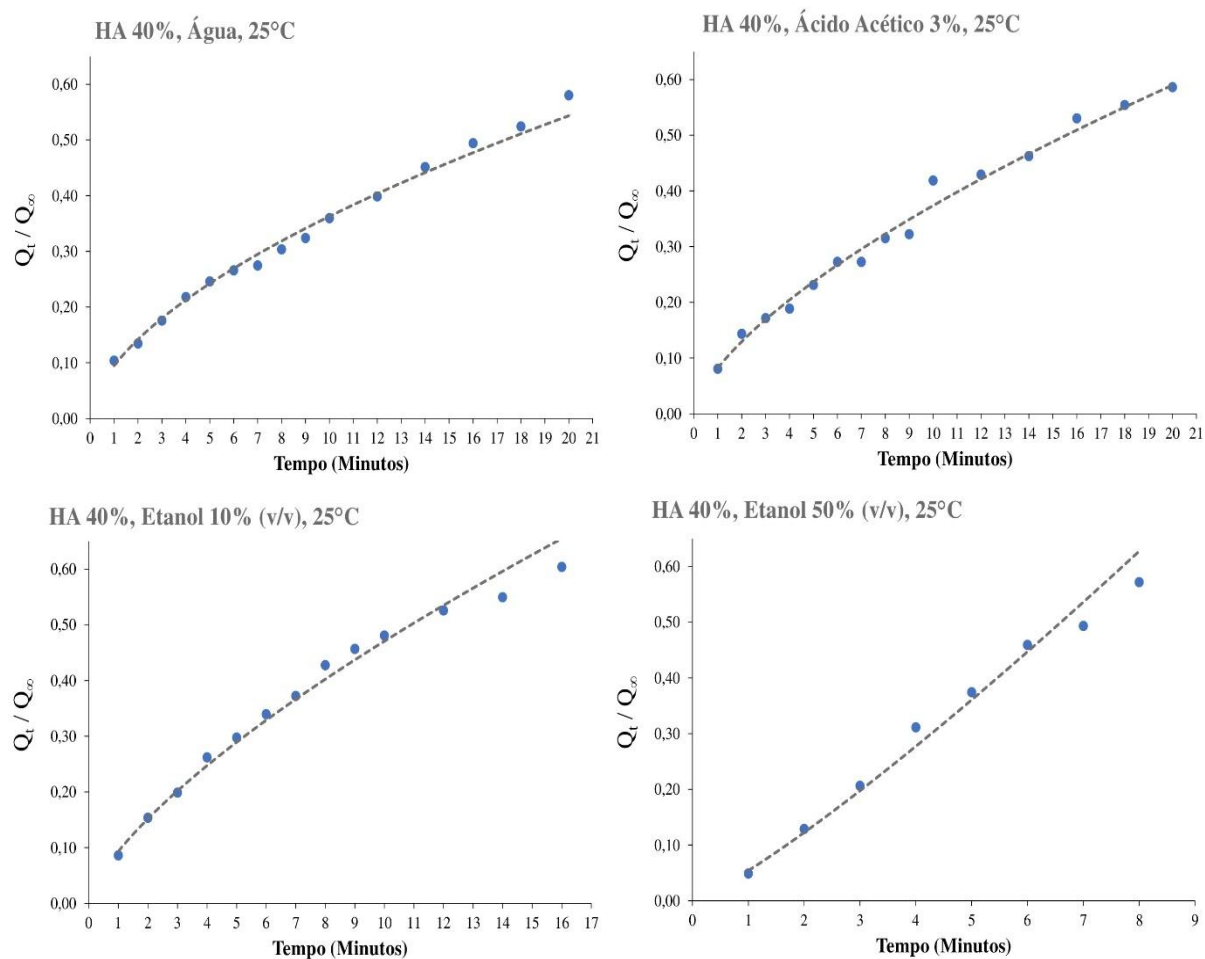 HA 40%, Água, 25°C
0,60
0,50
0,40
0,30
0,20
0,10
0,00
Qt / Q∞
0 1 2 3 4 5 6 7 8 9 10 11 12 13 14 15 16 17 18 19 20 21
Tempo (Minutos)
HA 40%, Ácido Acético 3%, 25°C
0,60
0,50
0,40
0,30
0,20
0,10
0,00
Qt / Q∞
0 1 2 3 4 5 6 7 8 9 10 11 12 13 14 15 16 17 18 19 20 21
Tempo (Minutos)
HA 40%, Etanol 10% (v/v), 25°C
0,60
0,50
0,40
0,30
0,20
0,10
0,00
Qt / Q∞
0 1 2 3 4 5 6 7 8 9 10 11 12 13 14 15 16 17
Tempo (Minutos)
HA 40%, Etanol 50% (v/v), 25°C
0,60
0,50
0,40
0,30
0,20
0,10
0,00
Qt / Q∞
0 1 2 3 4 5 6 7 8 9
Tempo (Minutos)